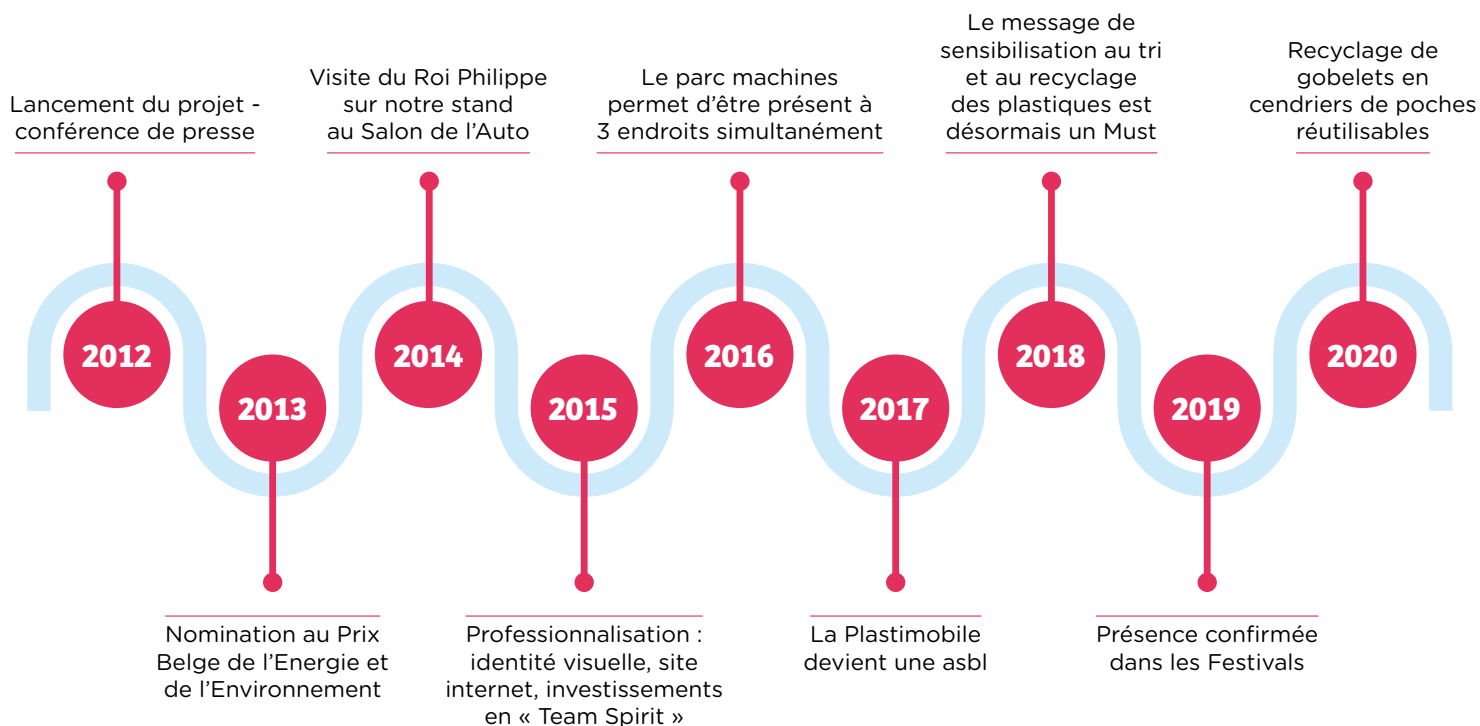 Lancement du projet -
conférence de presse
2012
Nomination au Prix
Belge de l'Energie et
de l'Environnement
2013
Visite du Roi Philippe
sur notre stand
au Salon de l'Auto
2014
Professionnalisation :
identité visuelle, site
internet, investissements
en « Team Spirit »
2015
Le parc machines
permet d'être présent à
3 endroits simultanément
2016
La Plastimobile
devient une asbl
2017
Le message de
sensibilisation au tri
et au recyclage
des plastiques est
désormais un Must
2018
Présence confirmée
dans les Festivals
2019
Recyclage de
gobelets en
cendriers de poches
réutilisables
2020